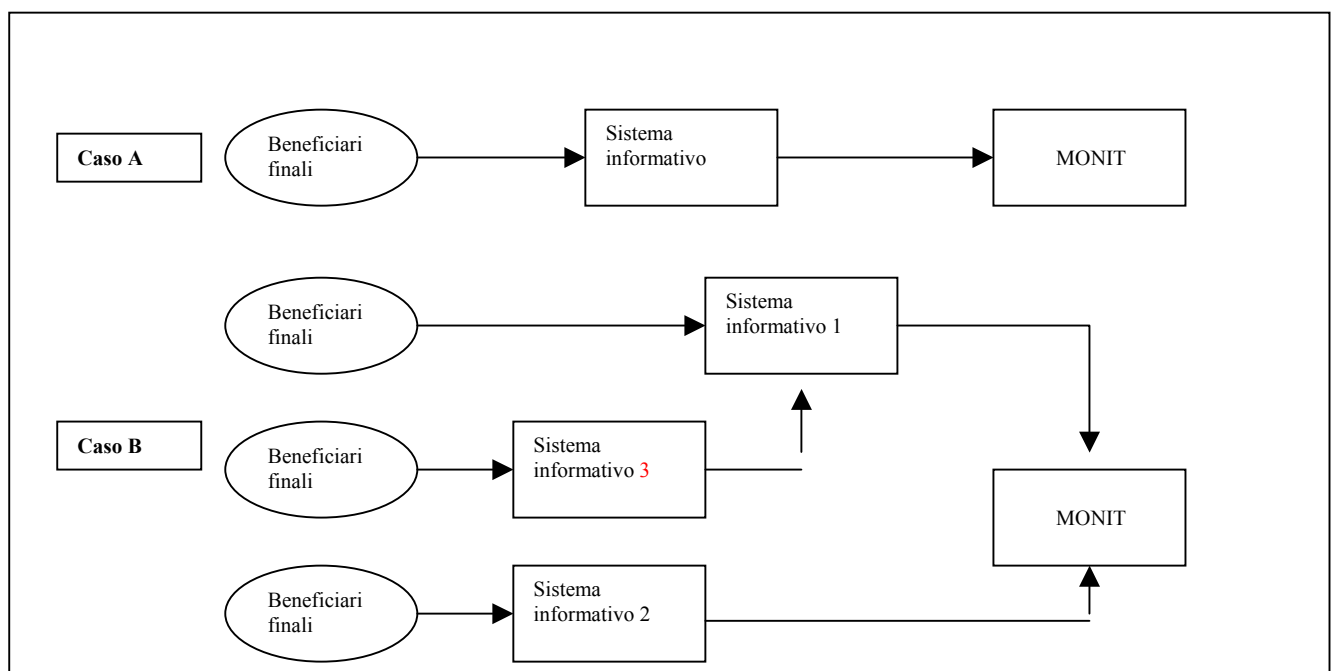 Caso A
Beneficiari
finali
Sistema
informativo
MONIT
Beneficiari
finali
Sistema
informativo 1
Caso B
Beneficiari
finali
Sistema
informativo 3
MONIT
Beneficiari
finali
Sistema
informativo 2